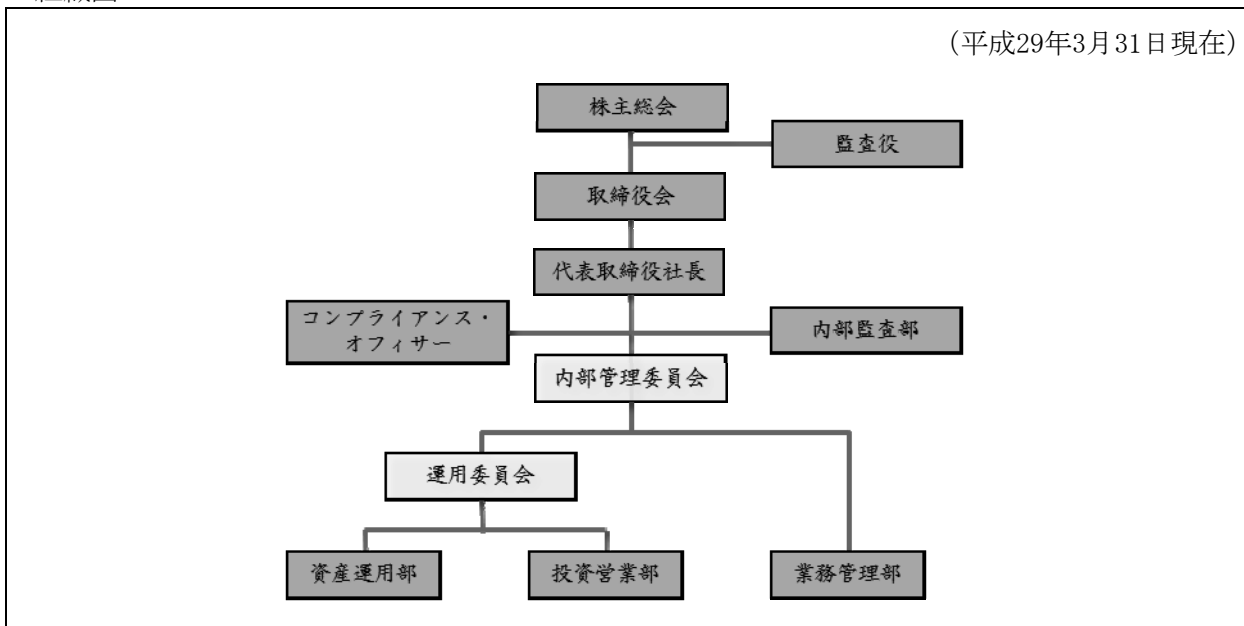 （平成29年3月31日現在）
株主総会
監査役
取締役会
代表取締役社長
コンプライアンス・
オフィサー
内部監査部
内部管理委員会
運用委員会
資産運用部
投資営業部
業務管理部